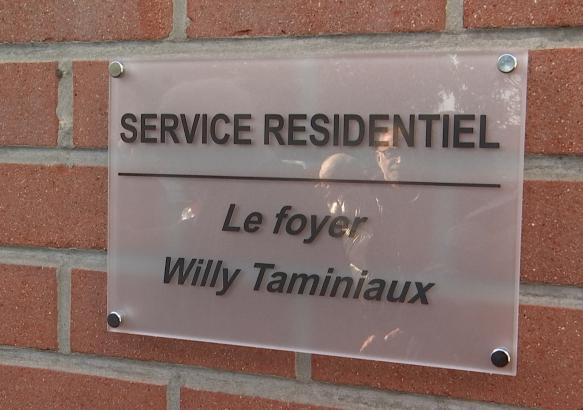 SERVICE RESIDENTIEL
Le foyer
Willy Taminiaux